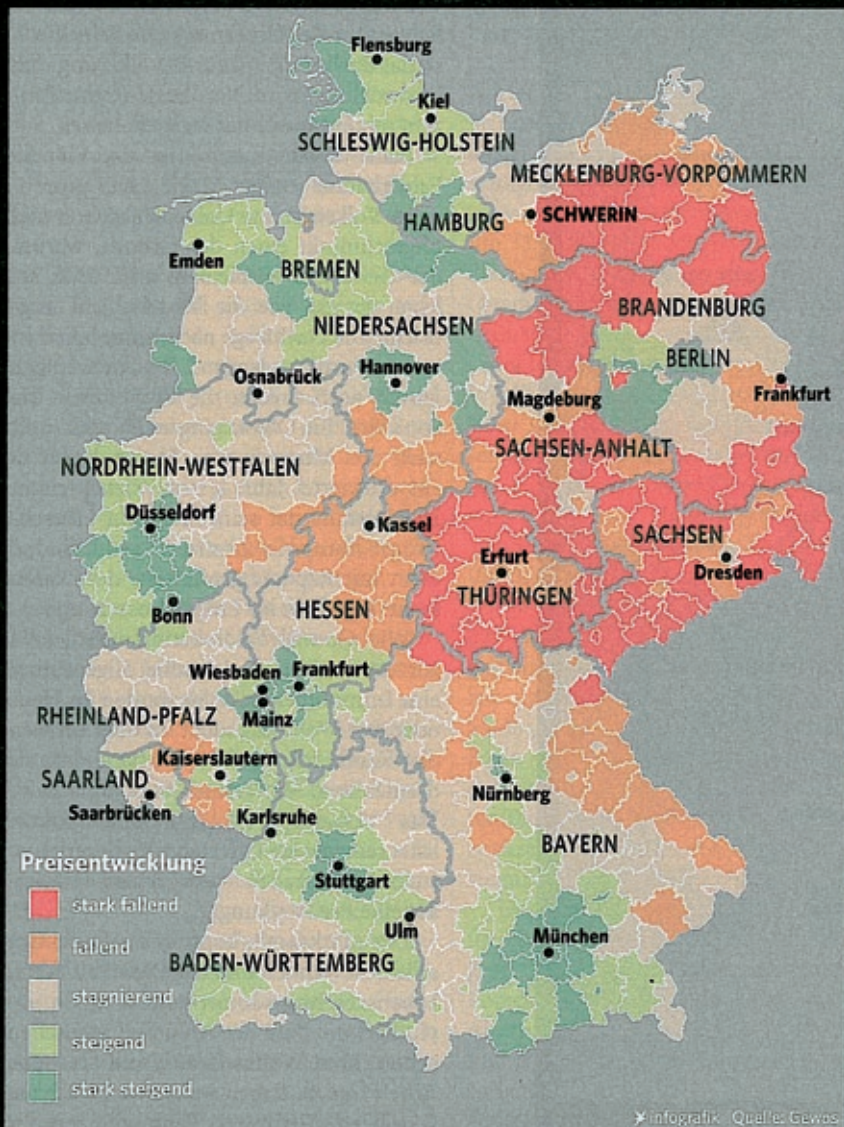 Flensburg
Kiel
SCHLESWIG-HOLSTEIN
MECKLENBURG-VORPOMMERN
HAMBURG
SCHWERIN
Emden
BREMEN
BRANDENBURG
NIEDERSACHSEN
BERLIN
Hannover
Osnabrück
Frankfurt
Magdeburg
SACHSEN-ANHALT
NORDRHEIN-WESTFALEN
Düsseldorf
Kassel
SACHSEN
Erfurt
Dresden
THÜRINGEN
HESSEN
Bonn
Wiesbaden
Frankfurt
Mainz
RHEINLAND-PFALZ
Kaiserslautern
SAARLAND
Nürnberg
Saarbrücken
Karlsruhe
BAYERN
Preisentwicklung
Stuttgart
stark fallend
Ulm
fallend
München
BADEN-WÜRTTEMBERG
stagnierend
steigend
stark steigend
infografik Quelle: Gewos